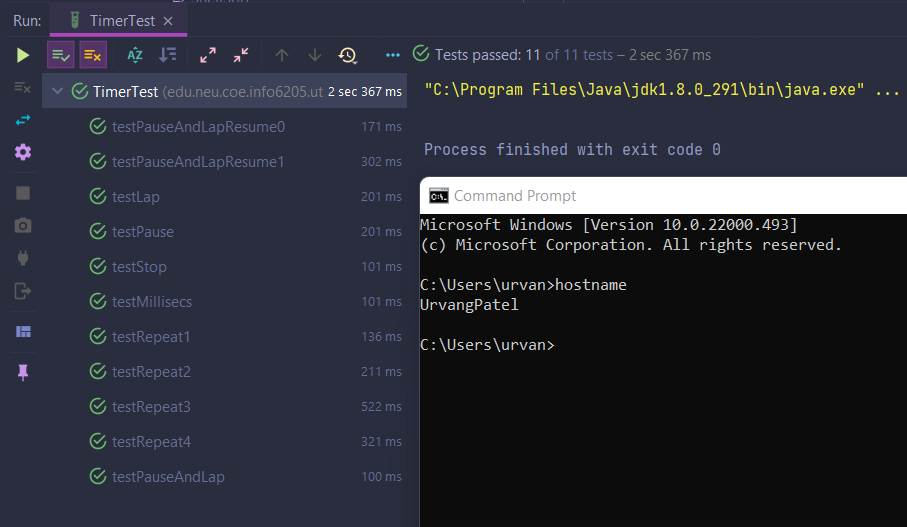 Run:
TimerTest ×
Tests passed: 11 of 11 tests – 2 sec 367 ms
TimerTest (edu.neu.coe.info6205.ut 2 sec 367 ms
testPauseAndLapResume0 171 ms
testPauseAndLapResume1 302 ms
testLap 201 ms
testPause 201 ms
testStop 101 ms
testMillisecs 101 ms
testRepeat1 136 ms
testRepeat2 211 ms
testRepeat3 522 ms
testRepeat4 321 ms
testPauseAndLap 100 ms
"C:\Program Files\Java\jdk1.8.0_291\bin\java.exe" ...
Process finished with exit code 0
Command Prompt
Microsoft Windows [Version 10.0.22000.493]
(c) Microsoft Corporation. All rights reserved.
C:\Users\urvan>hostname
UrvangPatel
C:\Users\urvan>